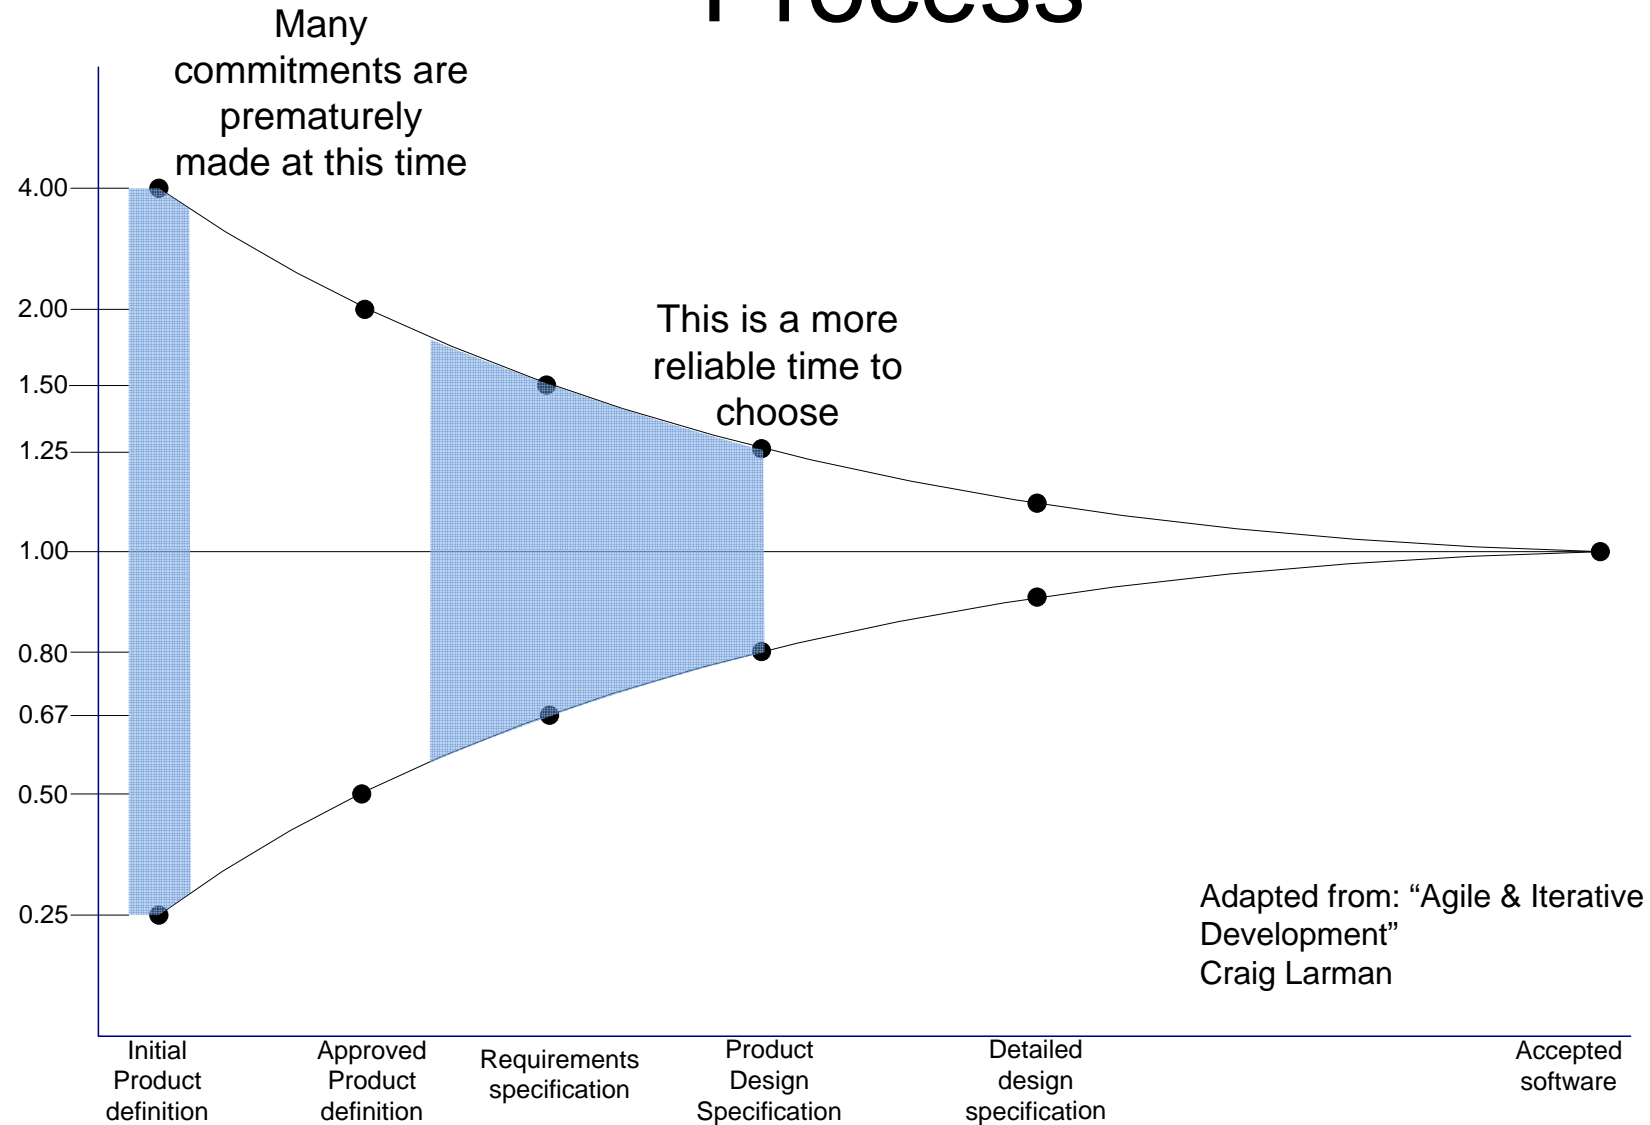 Process
Many
commitments are
prematurely
made at this time
4.00
2.00
This is a more
reliable time to
choose
1.50
1.25
1.00
0.80
0.67
0.50
0.25
Adapted from: “Agile & Iterative
Development”
Craig Larman
Initial
Product
definition
Approved
Product
definition
Requirements
specification
Product
Design
Specification
Detailed
design
specification
Accepted
software